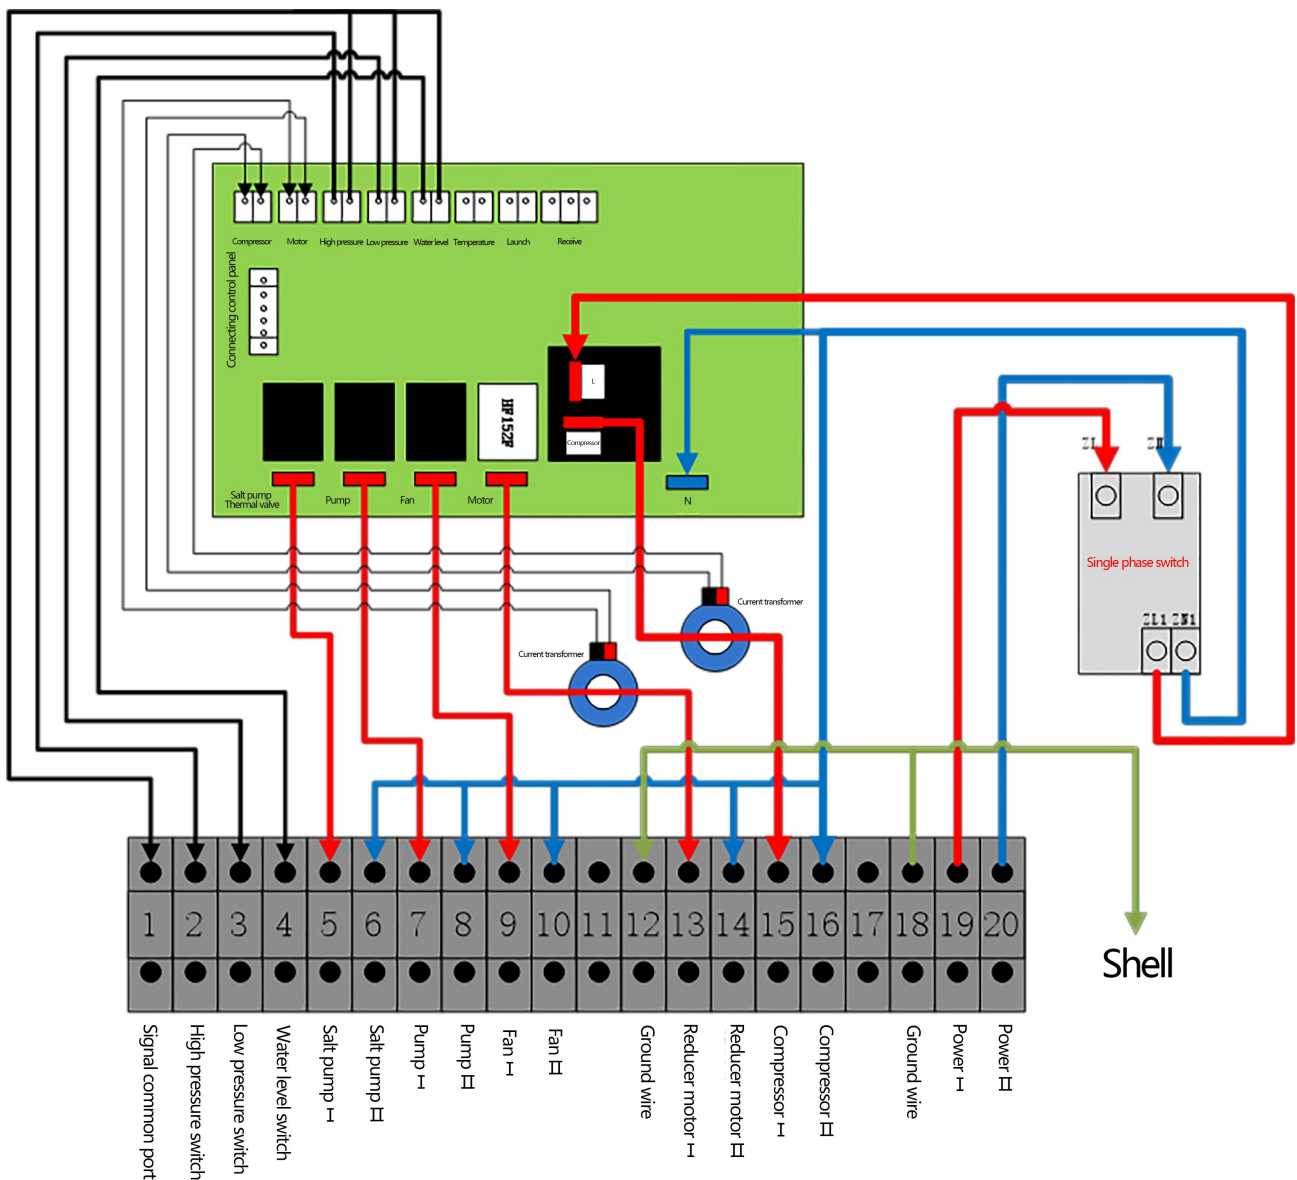 Compressor
Motor
High pressure
Low pressure
Water level
Temperature
Launch
Receive
Connecting control panel
L
HF152F
Compressor
Salt pump
Thermal valve
Pump
Fan
Motor
N
ZL
ZN
Single phase switch
ZL1 ZN1
Current transformer
Current transformer
1 2 3 4 5 6 7 8 9 10 11 12 13 14 15 16 17 18 19 20
Shell
Signal common port
High pressure switch
Low pressure switch
Water level switch
Salt pump I
Salt pump II
Pump I
Pump II
Fan I
Fan II
Ground wire
Reducer motor I
Reducer motor II
Compressor I
Compressor II
Ground wire
Power I
Power II